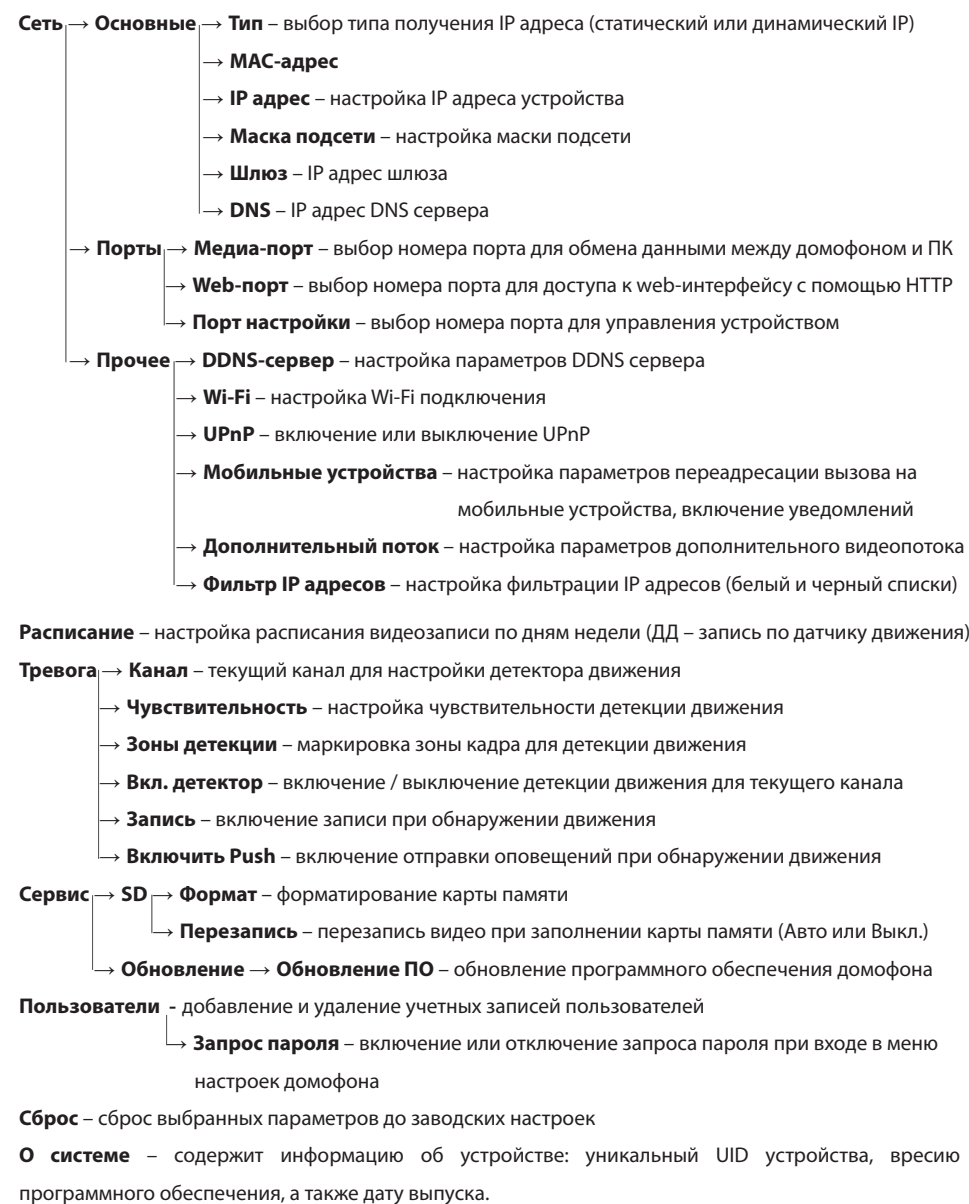 Сеть → Основные → Тип – выбор типа получения IP адреса (статический или динамический IP)
→ MAC-адрес
→ IP адрес – настройка IP адреса устройства
→ Маска подсети – настройка маски подсети
→ Шлюз – IP адрес шлюза
→ DNS – IP адрес DNS сервера
→ Порты → Медиа-порт – выбор номера порта для обмена данными между домофоном и ПК
→ Web-порт – выбор номера порта для доступа к web-интерфейсу с помощью HTTP
→ Порт настройки – выбор номера порта для управления устройством
→ Прочее → DDNS-сервер – настройка параметров DDNS сервера
→ Wi-Fi – настройка Wi-Fi подключения
→ UPnP – включение или выключение UPnP
→ Мобильные устройства – настройка параметров переадресации вызова на
мобильные устройства, включение уведомлений
→ Дополнительный поток – настройка параметров дополнительного видеопотока
→ Фильтр IP адресов – настройка фильтрации IP адресов (белый и черный списки)
Расписание – настройка расписания видеозаписи по дням недели (ДД – запись по датчику движения)
Тревога → Канал – текущий канал для настройки детектора движения
→ Чувствительность – настройка чувствительности детекции движения
→ Зоны детекции – маркировка зоны кадра для детекции движения
→ Вкл. детектор – включение / выключение детекции движения для текущего канала
→ Запись – включение записи при обнаружении движения
→ Включить Push – включение отправки оповещений при обнаружении движения
Сервис → SD → Формат – форматирование карты памяти
→ Перезапись – перезапись видео при заполнении карты памяти (Авто или Выкл.)
→ Обновление → Обновление ПО – обновление программного обеспечения домофона
Пользователи - добавление и удаление учетных записей пользователей
→ Запрос пароля – включение или отключение запроса пароля при входе в меню
настроек домофона
Сброс – сброс выбранных параметров до заводских настроек
О системе – содержит информацию об устройстве: уникальный UID устройства, вресию
программного обеспечения, а также дату выпуска.